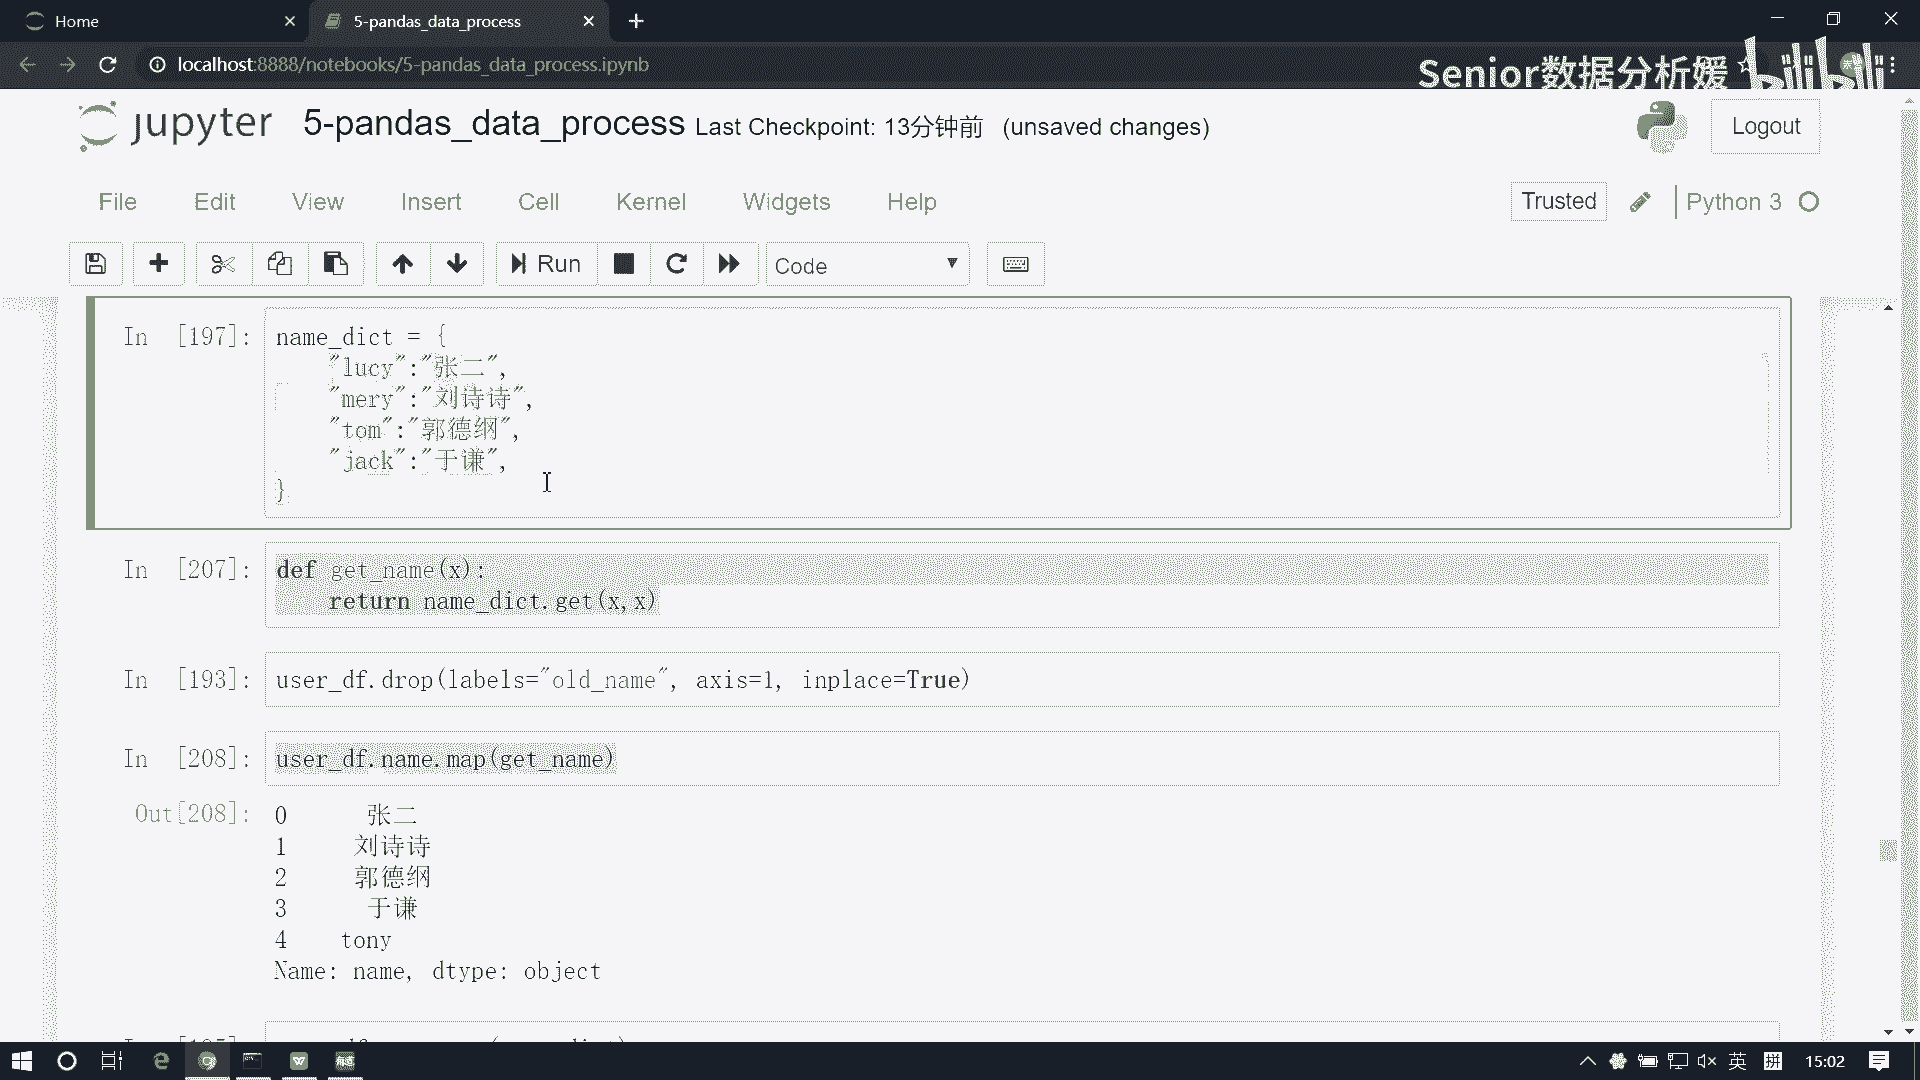 Home
5-pandas_data_process
localhost:8888/notebooks/5-pandas_data_process.ipynb
Senior数据分析媛
bilibili
jupyter 5-pandas_data_process Last Checkpoint: 13分钟前 (unsaved changes)
Logout
File Edit View Insert Cell Kernel Widgets Help
Trusted
Python 3
Run
Code
In [197]: name_dict = {
"lucy":"张二",
"mery":"刘诗诗",
"tom":"郭德纲",
"jack":"于谦",
}
In [207]: def get_name(x):
return name_dict.get(x,x)
In [193]: user_df.drop(labels="old_name", axis=1, inplace=True)
In [208]: user_df.name.map(get_name)
Out[208]: 0 张二
1 刘诗诗
2 郭德纲
3 于谦
4 tony
Name: name, dtype: object
英
拼
15:02